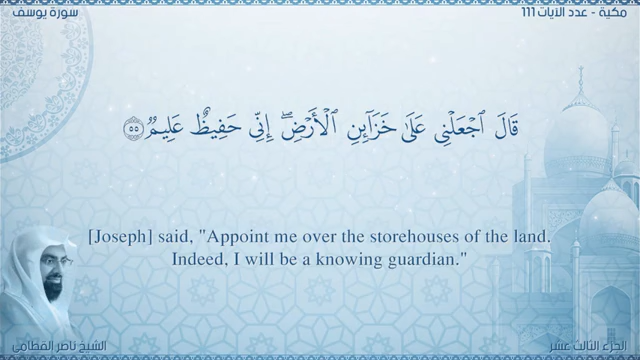 مكية - عدد الآيات 111
سورة يوسف
قَالَ ٱجْعَلْنِى عَلَىٰ خَزَآئِنِ ٱلْأَرْضِ ۖ إِنِّى حَفِيظٌ عَلِيمٌ ٥٥
[Joseph] said, "Appoint me over the storehouses of the land.
Indeed, I will be a knowing guardian."
الجزء الثالث عشر
الشيخ ناصر القطامي